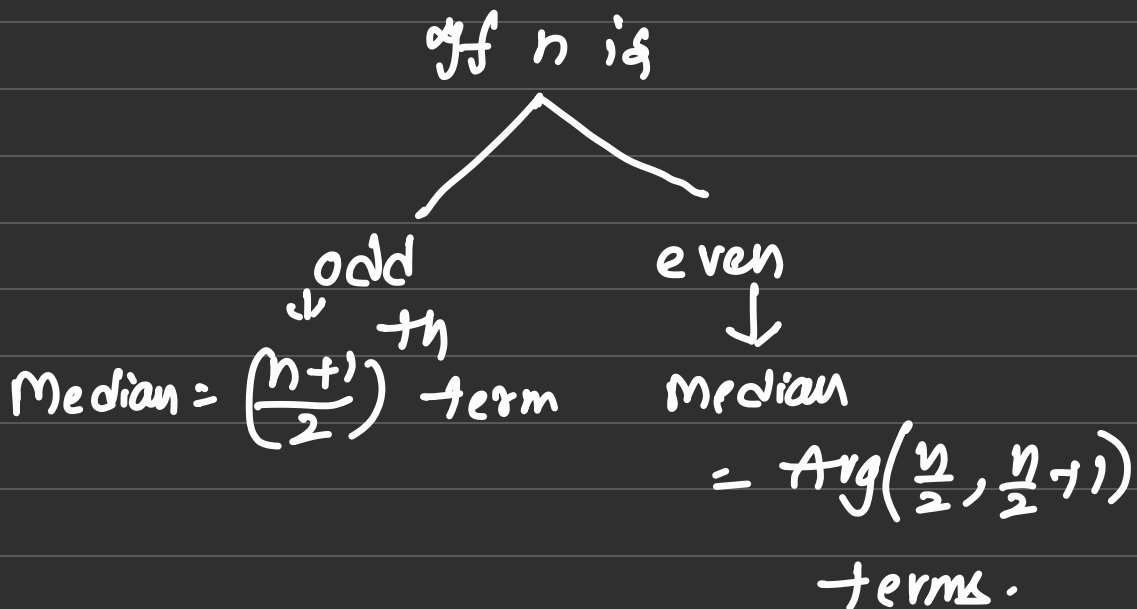 If n is
odd
Median = (n+1/2)th term
even
Median
= Avg(n/2, n/2+1)
terms.